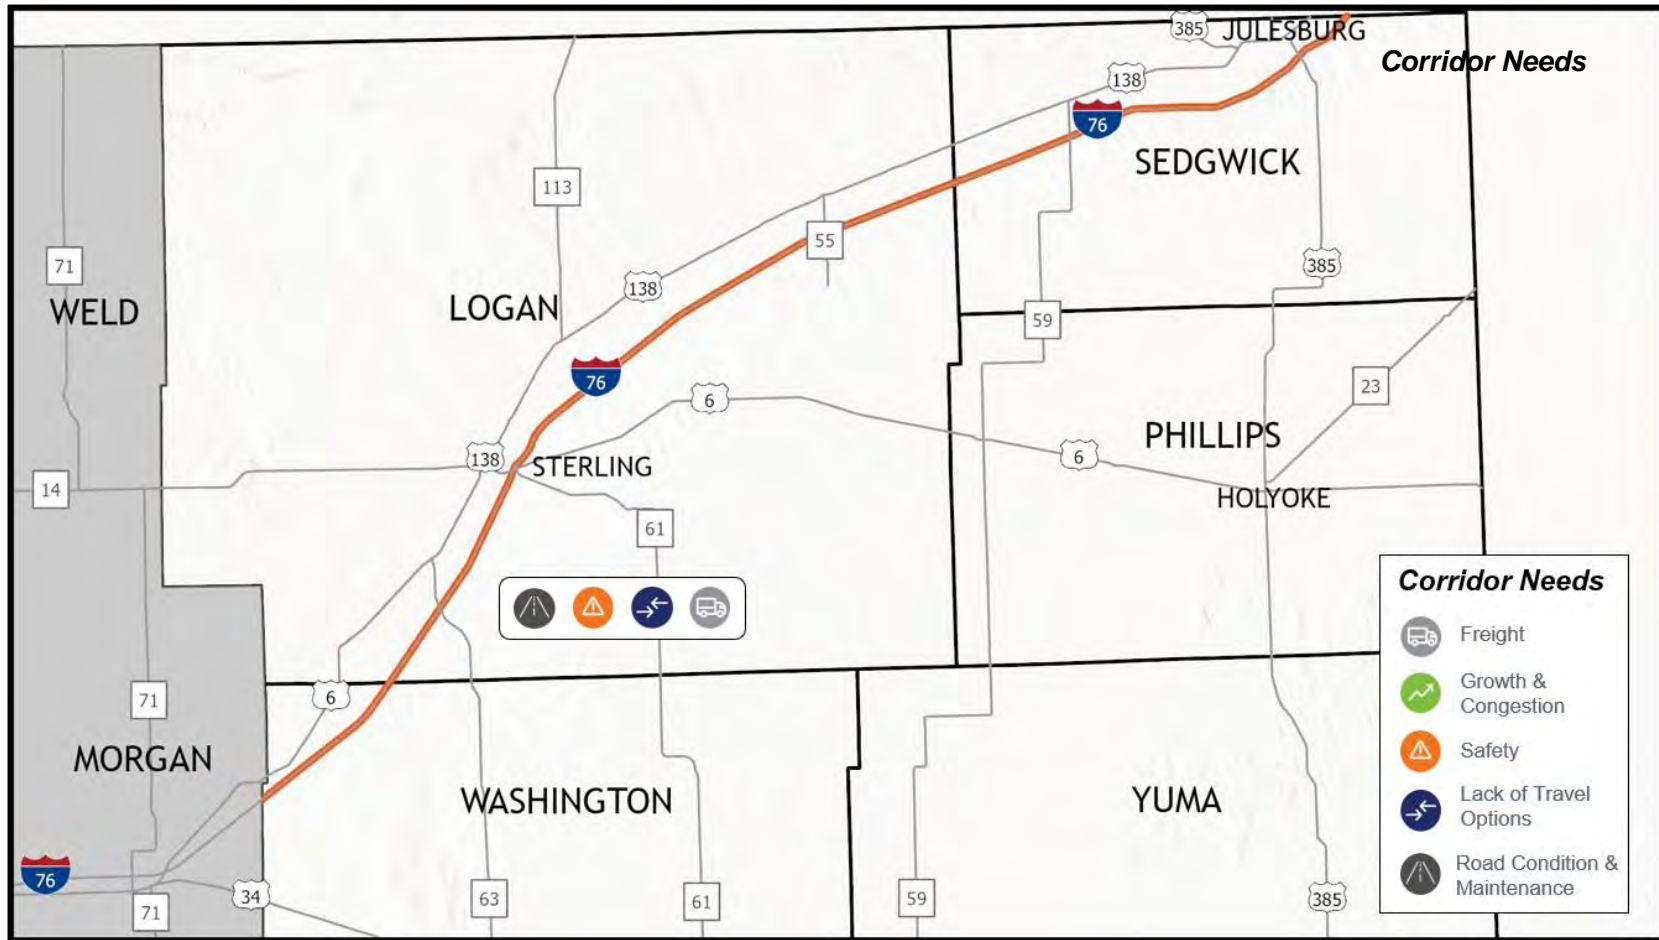 385
JULESBURG
Corridor Needs
138
76
SEDGWICK
113
55
71
385
138
WELD
LOGAN
59
76
23
6
PHILLIPS
138
STERLING
6
14
HOLYOKE
61
Corridor Needs
Freight
Growth &
Congestion
Safety
Lack of Travel
Options
Road Condition &
Maintenance
71
6
MORGAN
WASHINGTON
YUMA
76
34
71
63
61
59
385